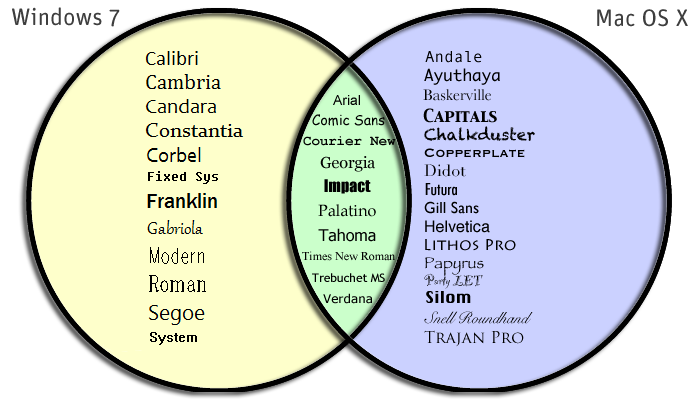 Windows 7
Mac OS X
Calibri
Cambria
Candara
Constantia
Corbel
Fixed Sys
Franklin
Gabriola
Modern
Roman
Segoe
System
Arial
Comic Sans
Courier New
Georgia
Impact
Palatino
Tahoma
Times New Roman
Trebuchet MS
Verdana
Andale
Ayuthaya
Baskerville
CAPITALS
Chalkduster
COPPERPLATE
Didot
Futura
Gill Sans
Helvetica
LITHOS PRO
Papyrus
Party LET
Silom
Snell Roundhand
TRAJAN PRO